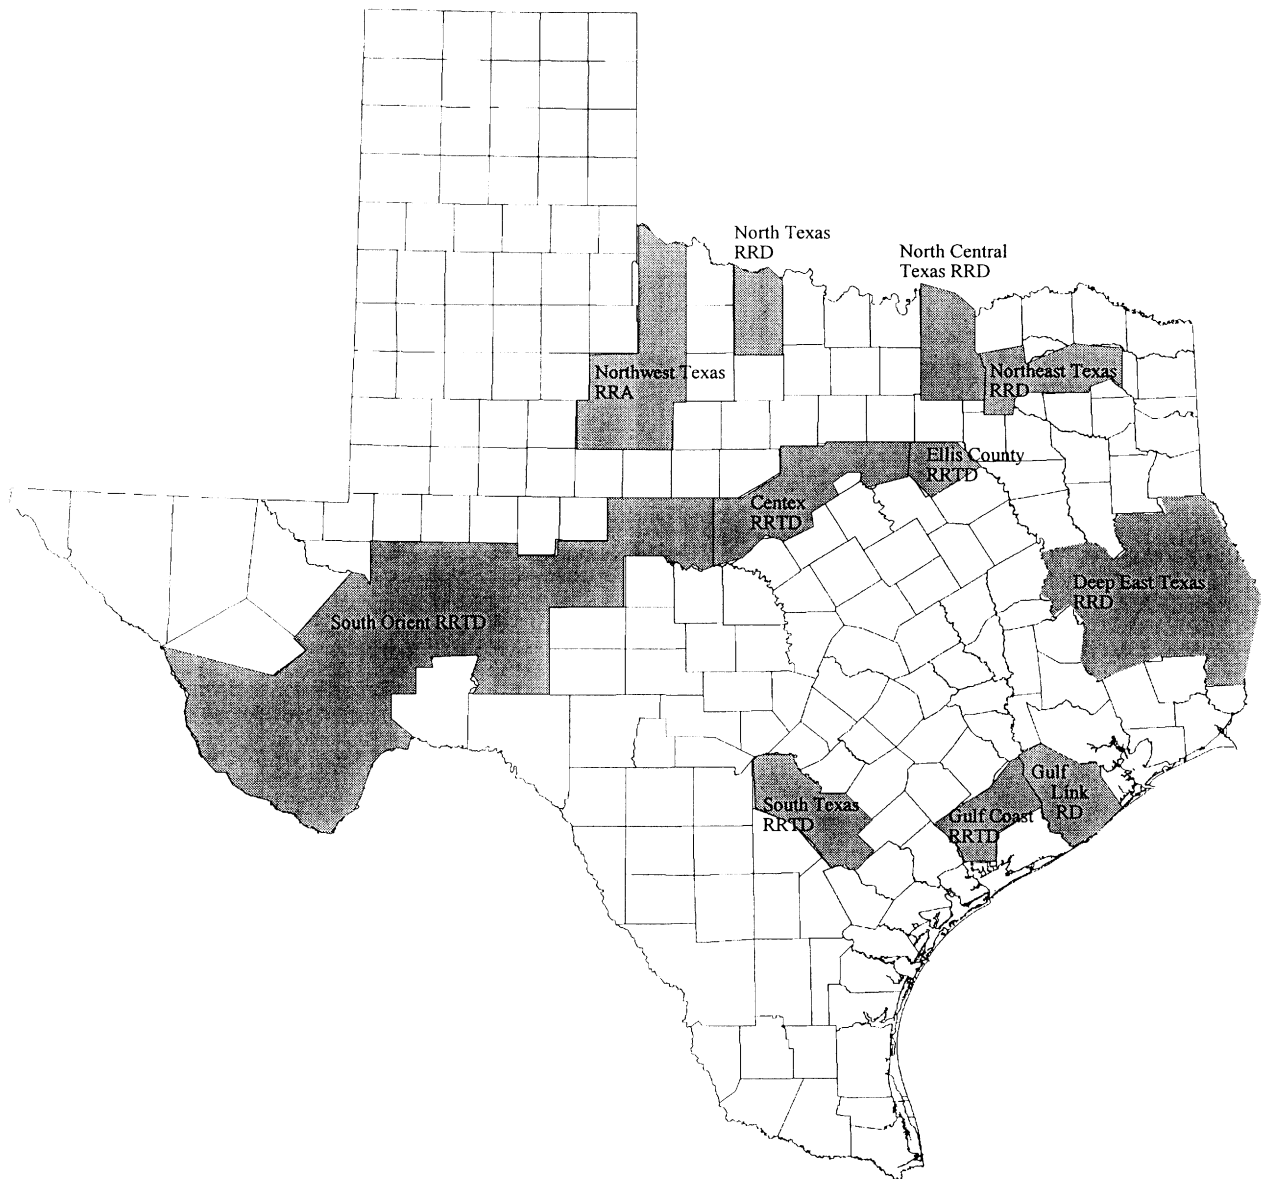 North Texas
RRD
North Central
Texas RRD
Northwest Texas
RRA
Northeast Texas
RRD
Ellis County
RRTD
Centex
RRTD
Deep East Texas
RRD
South Orient RRTD
Gulf
Link
RD
South Texas
RRTD
Gulf Coast
RRTD